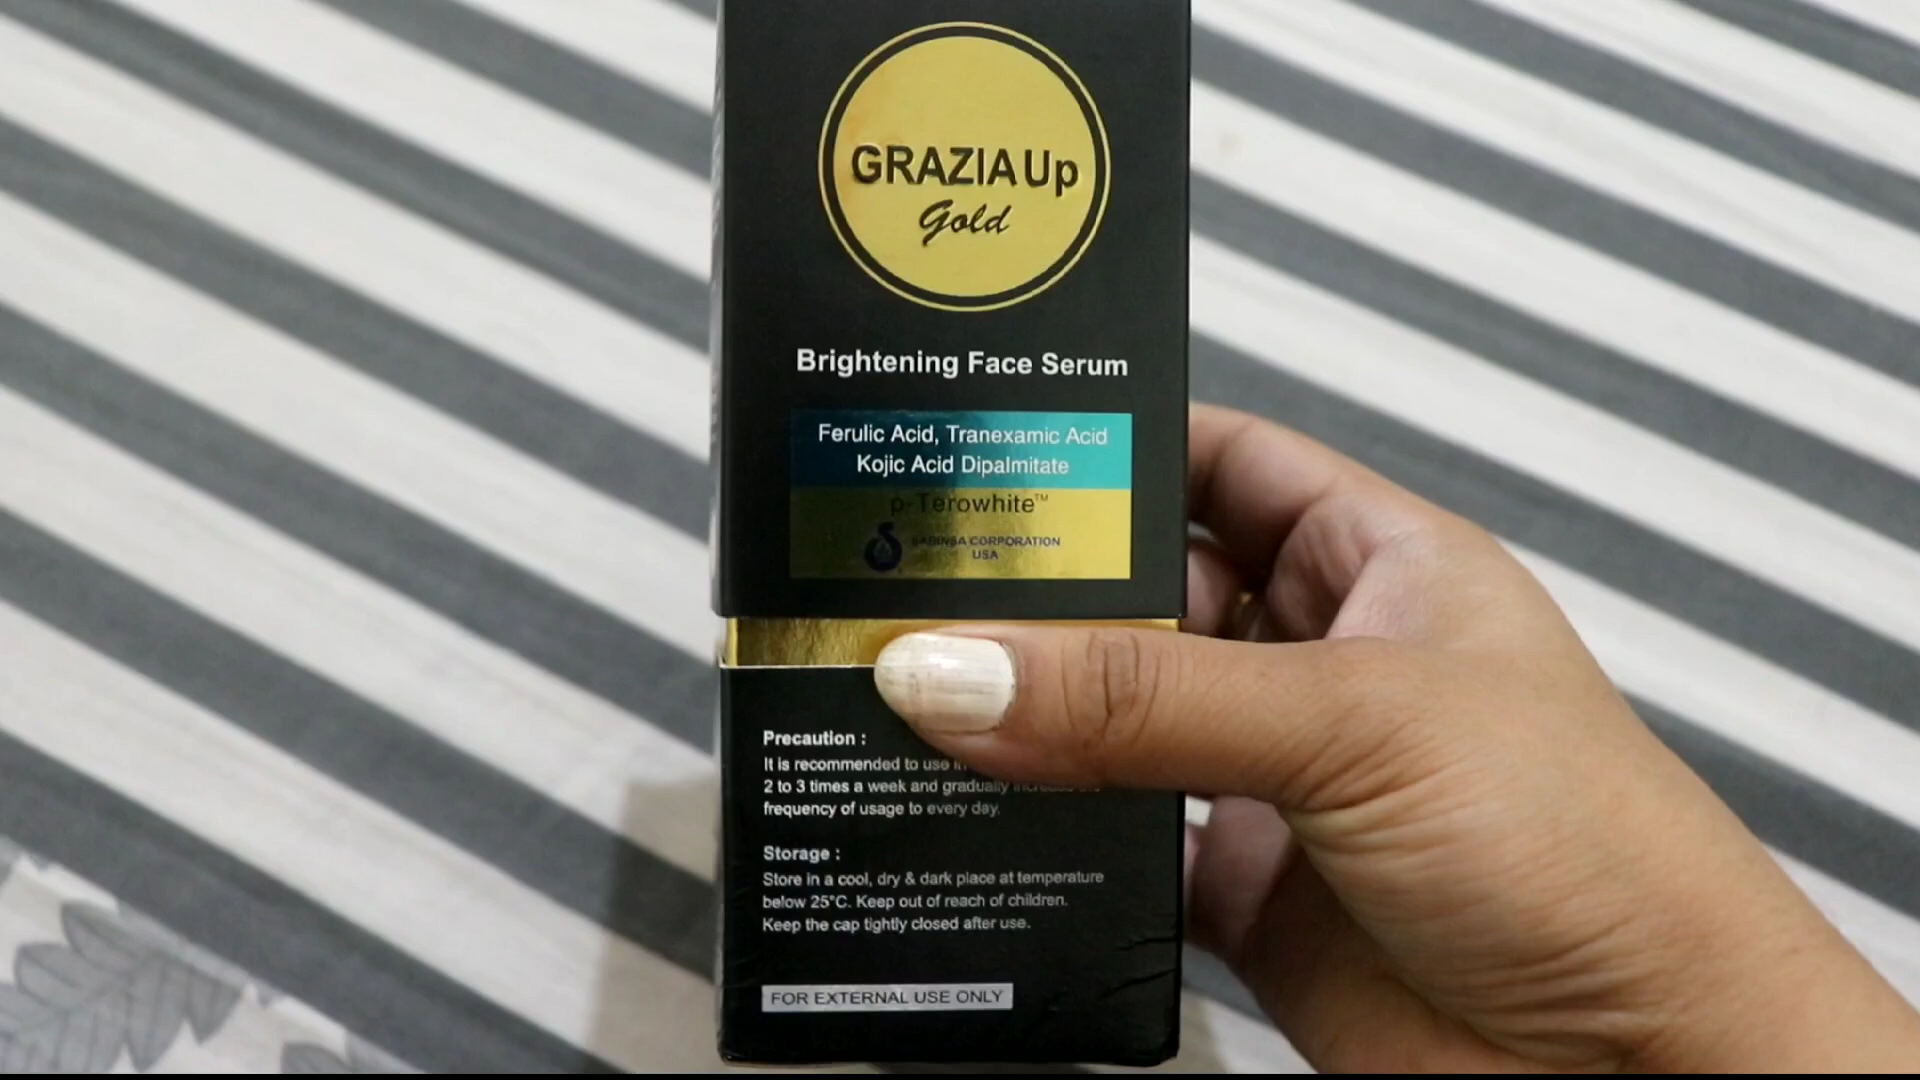 GRAZIA Up
Gold
Brightening Face Serum
Ferulic Acid, Tranexamic Acid
Kojic Acid Dipalmitate
p-Terowhite™
SABINSA CORPORATION
USA
Precaution :
It is recommended to use
2 to 3 times a week and gradually
frequency of usage to every day.
Storage :
Store in a cool, dry & dark place at temperature
below 25°C. Keep out of reach of children.
Keep the cap tightly closed after use.
FOR EXTERNAL USE ONLY